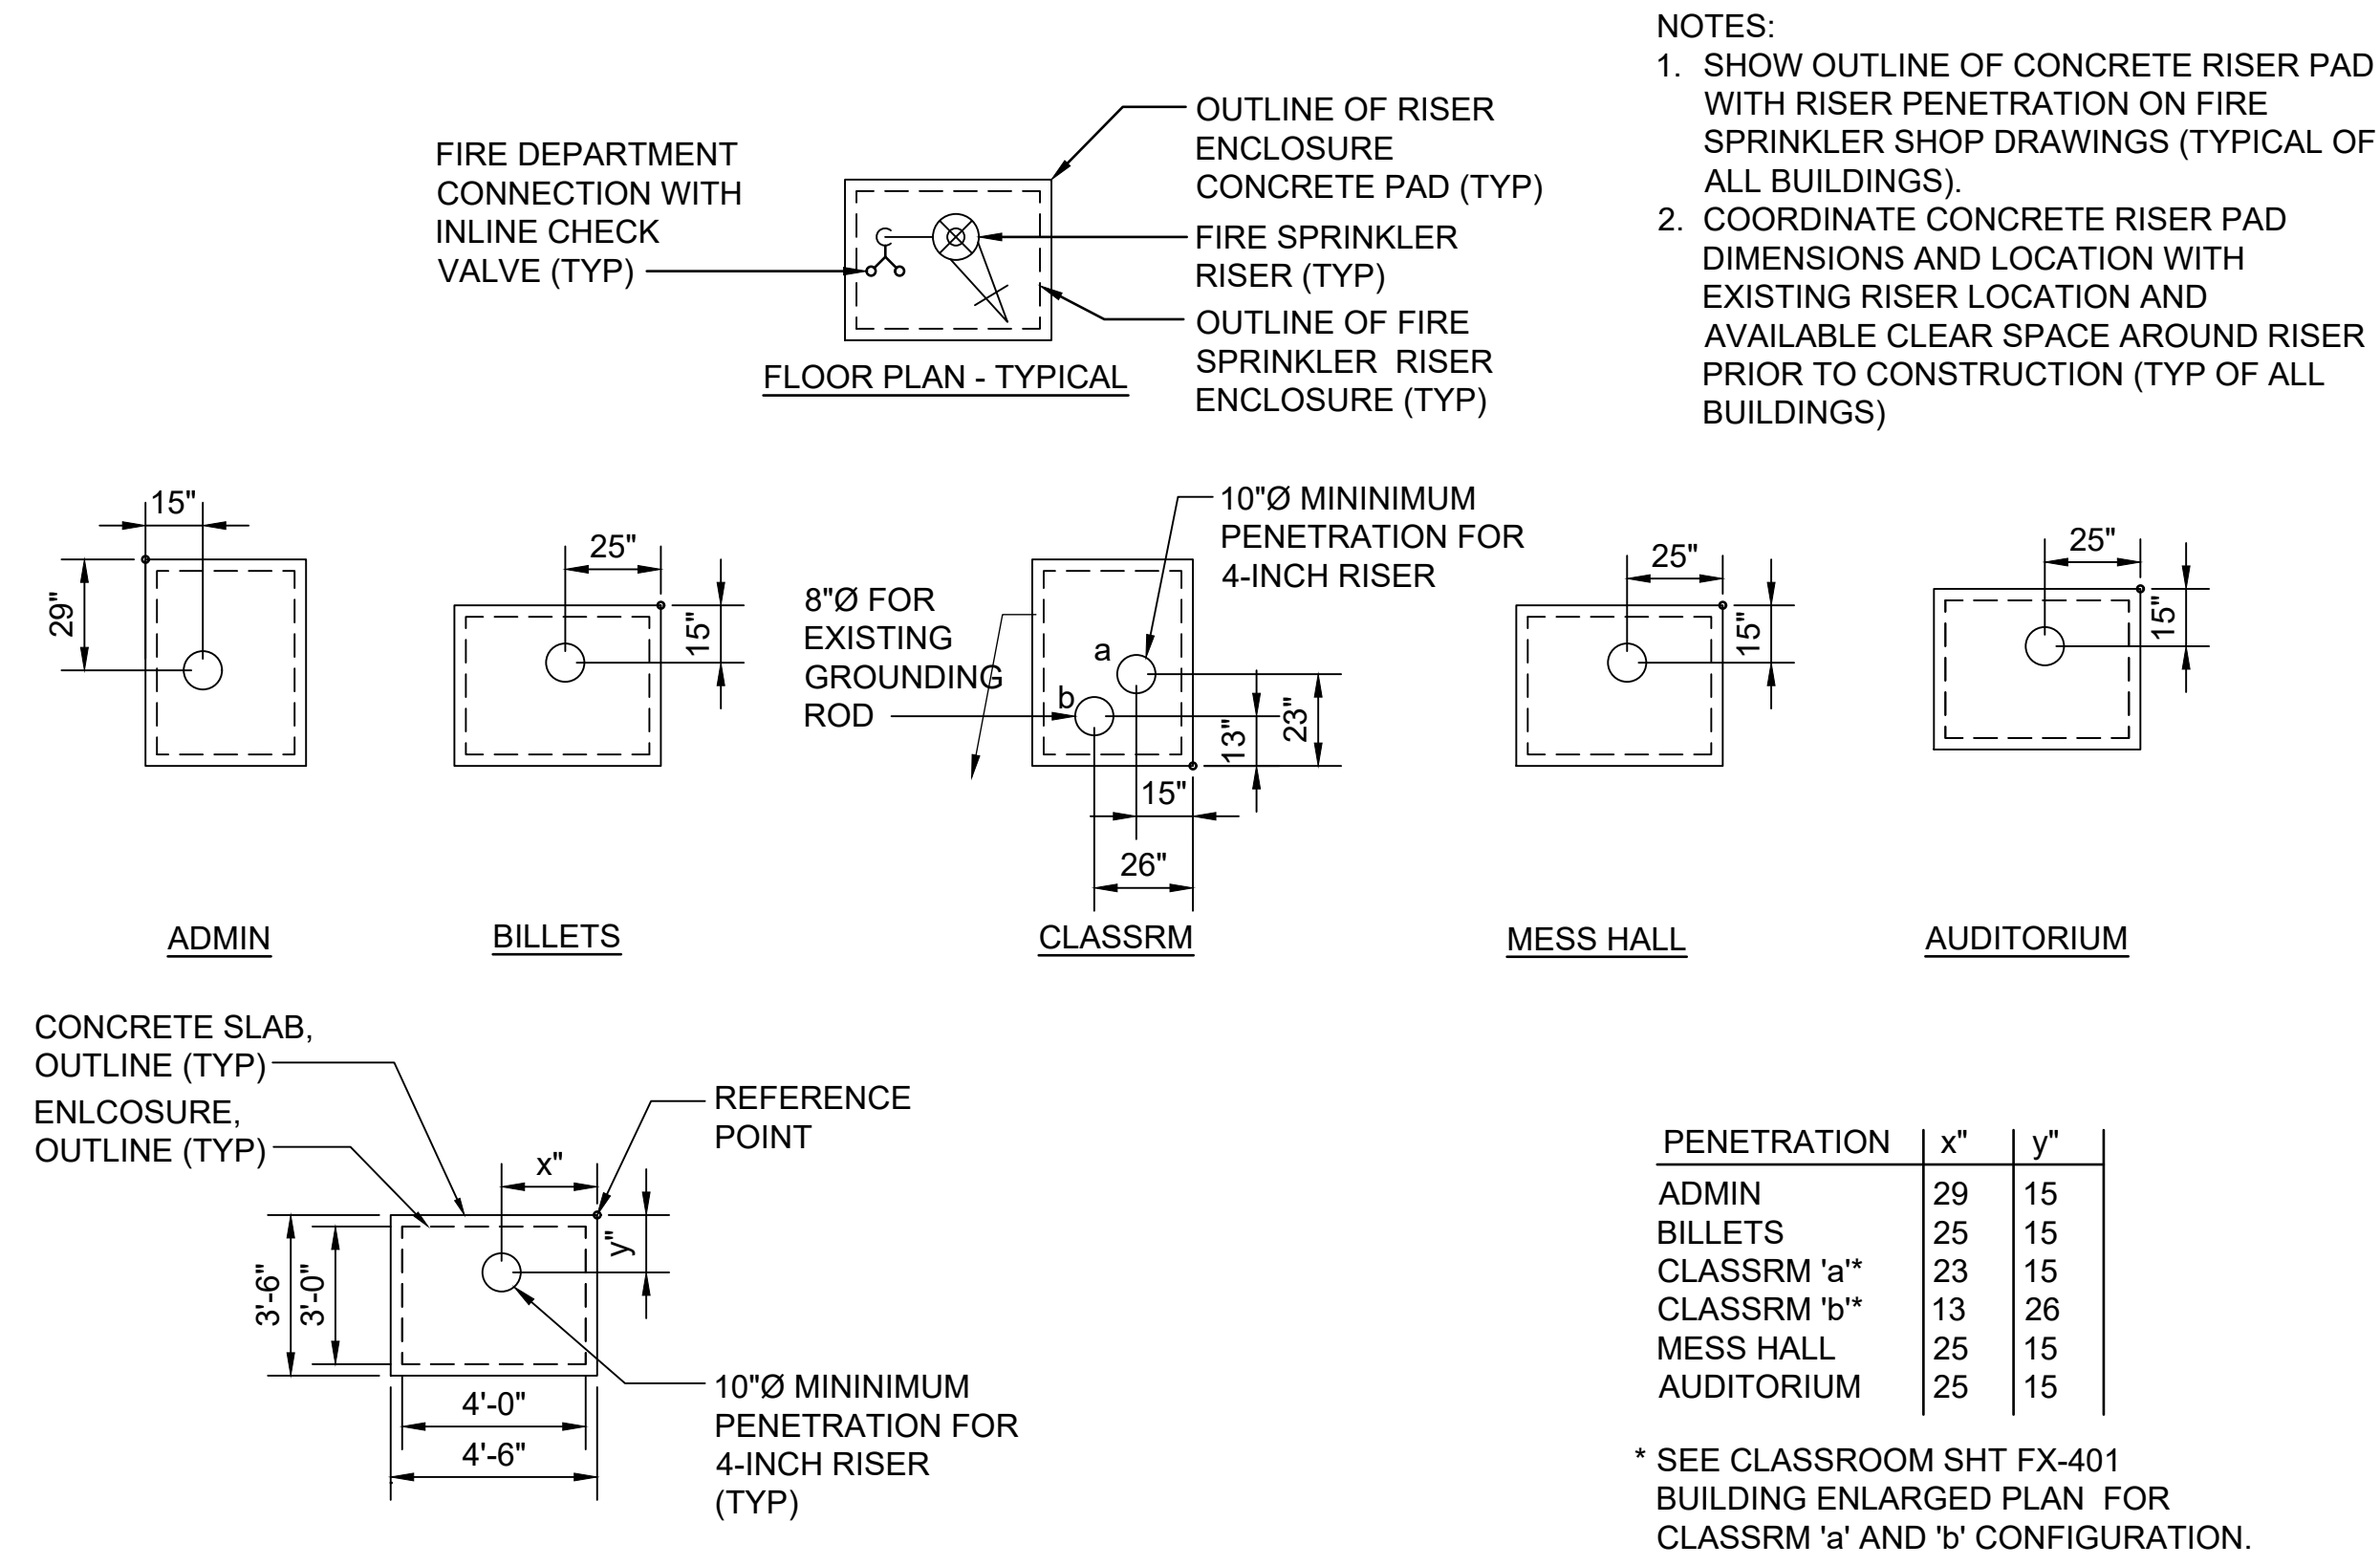 NOTES:
1. SHOW OUTLINE OF CONCRETE RISER PAD
WITH RISER PENETRATION ON FIRE
SPRINKLER SHOP DRAWINGS (TYPICAL OF
ALL BUILDINGS).
2. COORDINATE CONCRETE RISER PAD
DIMENSIONS AND LOCATION WITH
EXISTING RISER LOCATION AND
AVAILABLE CLEAR SPACE AROUND RISER
PRIOR TO CONSTRUCTION (TYP OF ALL
BUILDINGS)
FIRE DEPARTMENT
CONNECTION WITH
INLINE CHECK
VALVE (TYP)
OUTLINE OF RISER
ENCLOSURE
CONCRETE PAD (TYP)
FIRE SPRINKLER
RISER (TYP)
OUTLINE OF FIRE
SPRINKLER RISER
ENCLOSURE (TYP)
FLOOR PLAN - TYPICAL
15"
29"
ADMIN
25"
15"
BILLETS
8"Ø FOR
EXISTING
GROUNDING
ROD
10"Ø MININIMUM
PENETRATION FOR
4-INCH RISER
a
b
13"
23"
15"
26"
CLASSRM
25"
15"
MESS HALL
25"
15"
AUDITORIUM
CONCRETE SLAB,
OUTLINE (TYP)
ENLCOSURE,
OUTLINE (TYP)
REFERENCE
POINT
x"
y"
3'-6"
3'-0"
4'-0"
4'-6"
10"Ø MININIMUM
PENETRATION FOR
4-INCH RISER
(TYP)
PENETRATION x" y"
ADMIN 29 15
BILLETS 25 15
CLASSRM 'a'* 23 15
CLASSRM 'b'* 13 26
MESS HALL 25 15
AUDITORIUM 25 15
* SEE CLASSROOM SHT FX-401
BUILDING ENLARGED PLAN FOR
CLASSRM 'a' AND 'b' CONFIGURATION.